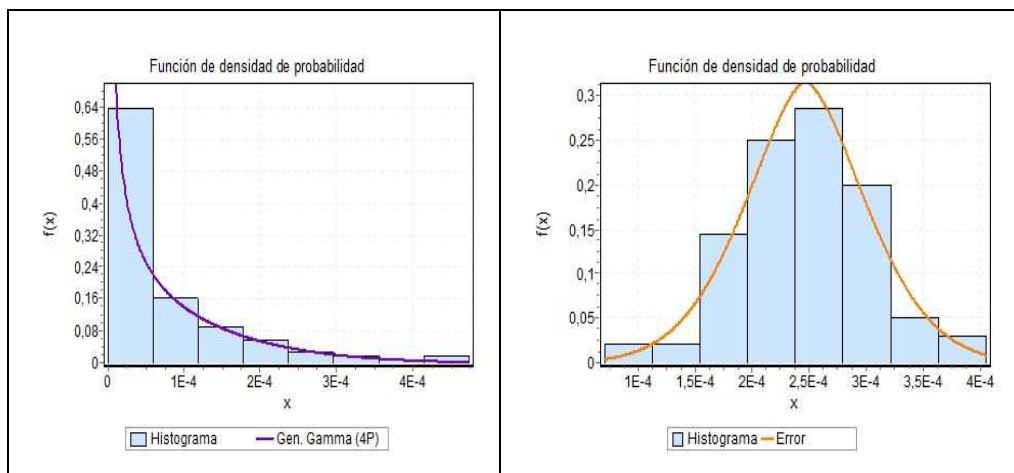 Función de densidad de probabilidad
f(x)
0,64
0,56
0,48
0,4
0,32
0,24
0,16
0,08
0
0 1E-4 2E-4 3E-4 4E-4
x
Histograma Gen. Gamma (4P)
Función de densidad de probabilidad
f(x)
0,3
0,25
0,2
0,15
0,1
0,05
0
1E-4 1,5E-4 2E-4 2,5E-4 3E-4 3,5E-4 4E-4
x
Histograma Error